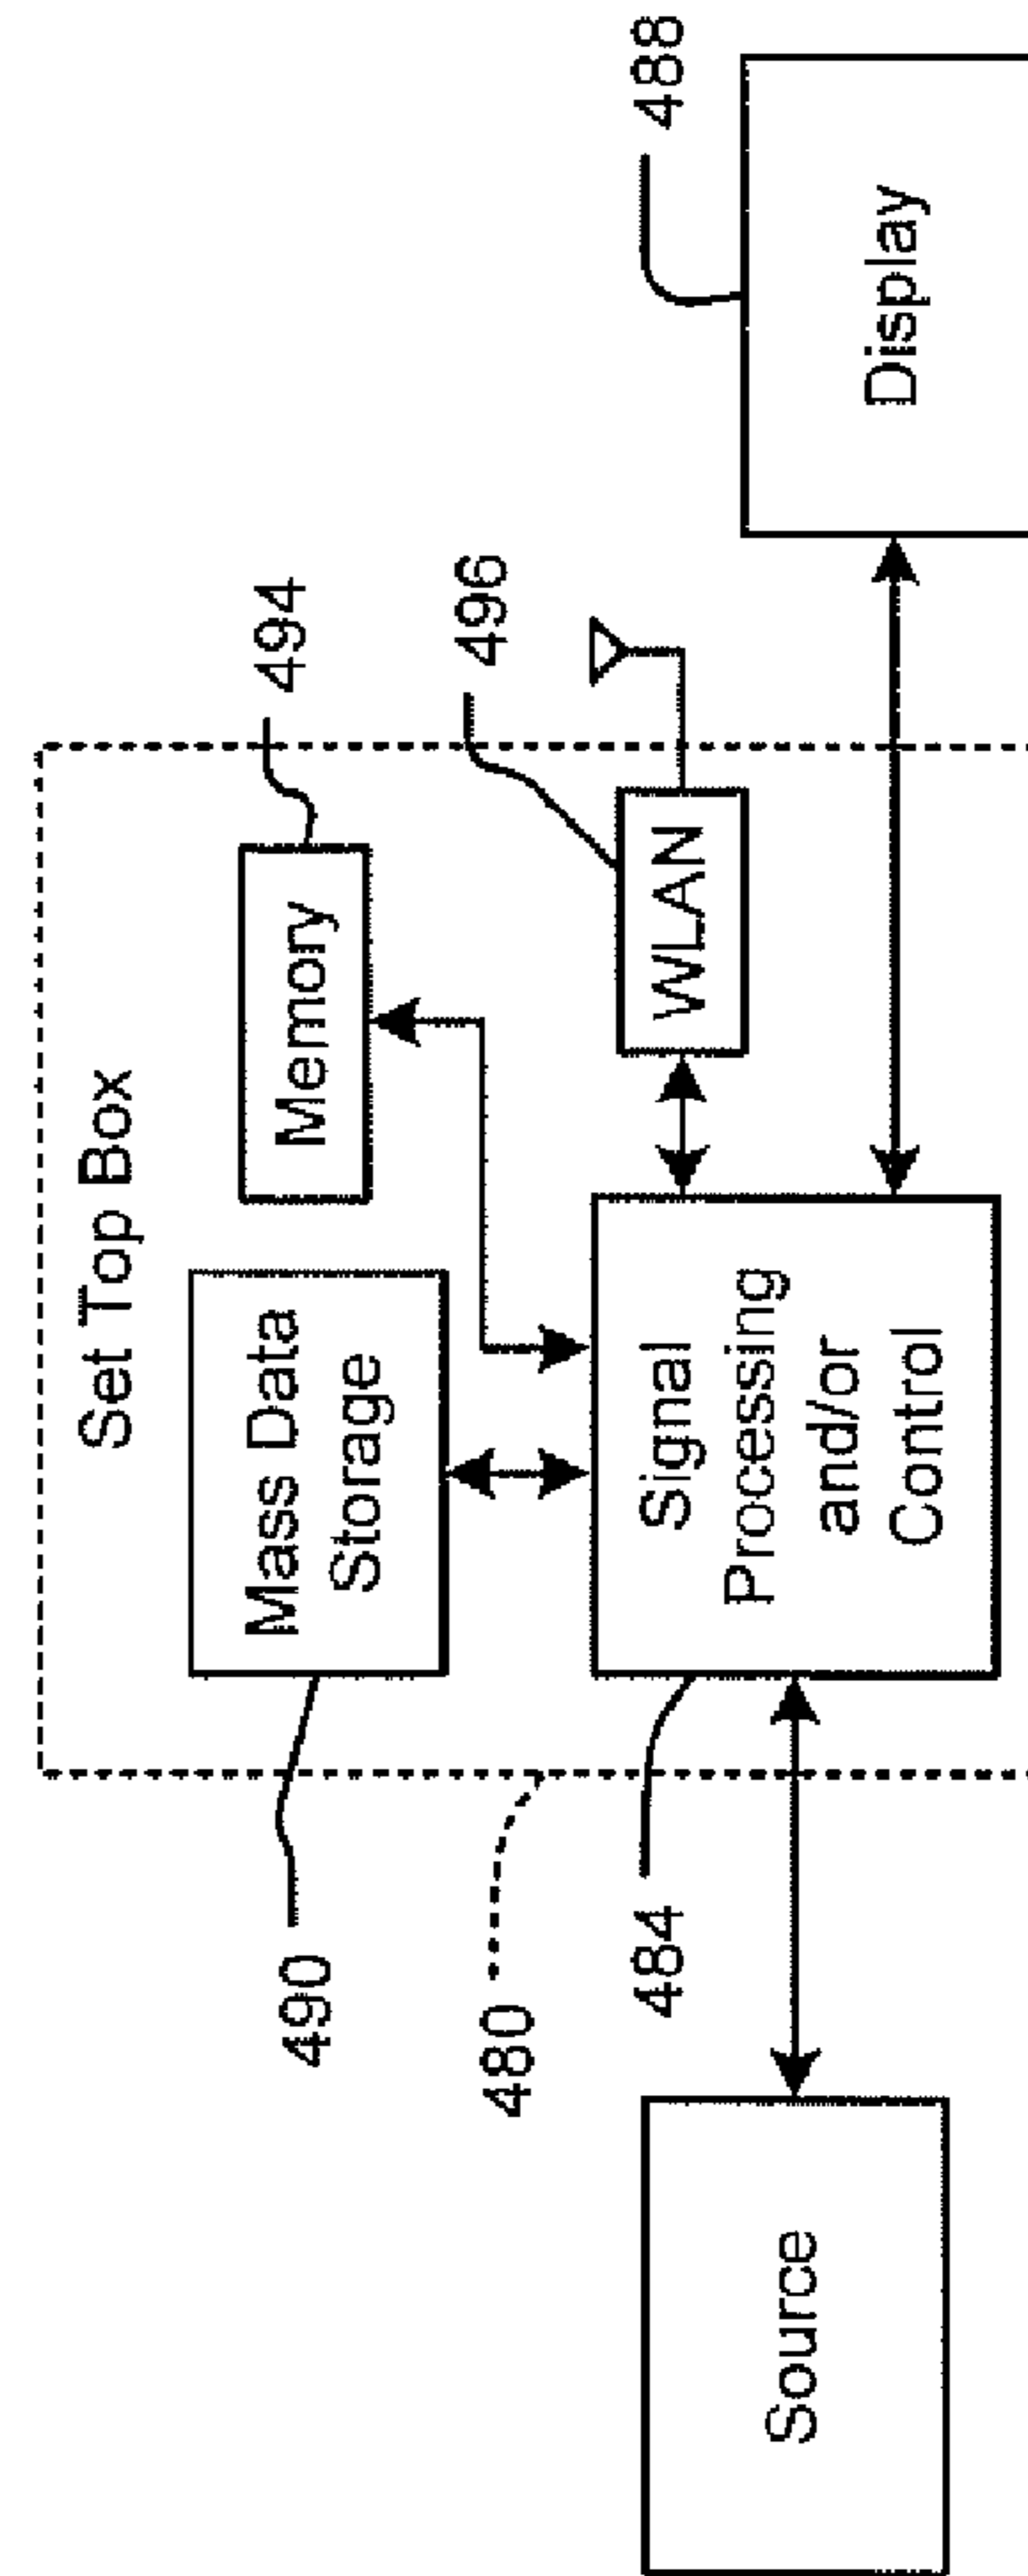 Set Top Box
490
Mass Data
Storage
Memory
494
480
496
WLAN
484
Signal
Processing
and/or
Control
488
Source
Display